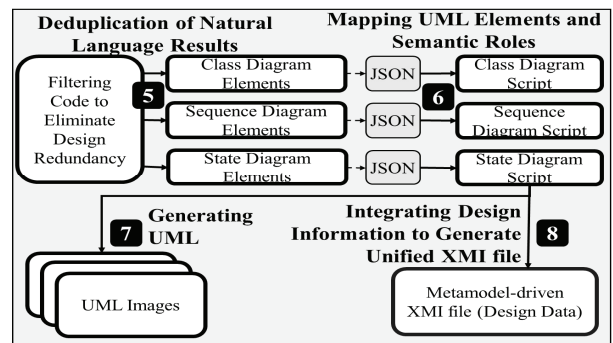 Deduplication of Natural
Language Results
Mapping UML Elements and
Semantic Roles
Filtering
Code to
Eliminate
Design
Redundancy
5
Class Diagram
Elements
JSON
6
Class Diagram
Script
Sequence Diagram
Elements
JSON
Sequence
Diagram Script
State Diagram
Elements
JSON
State Diagram
Script
7
Generating
UML
Integrating Design
Information to Generate
Unified XMI file
8
UML Images
Metamodel-driven
XMI file (Design Data)